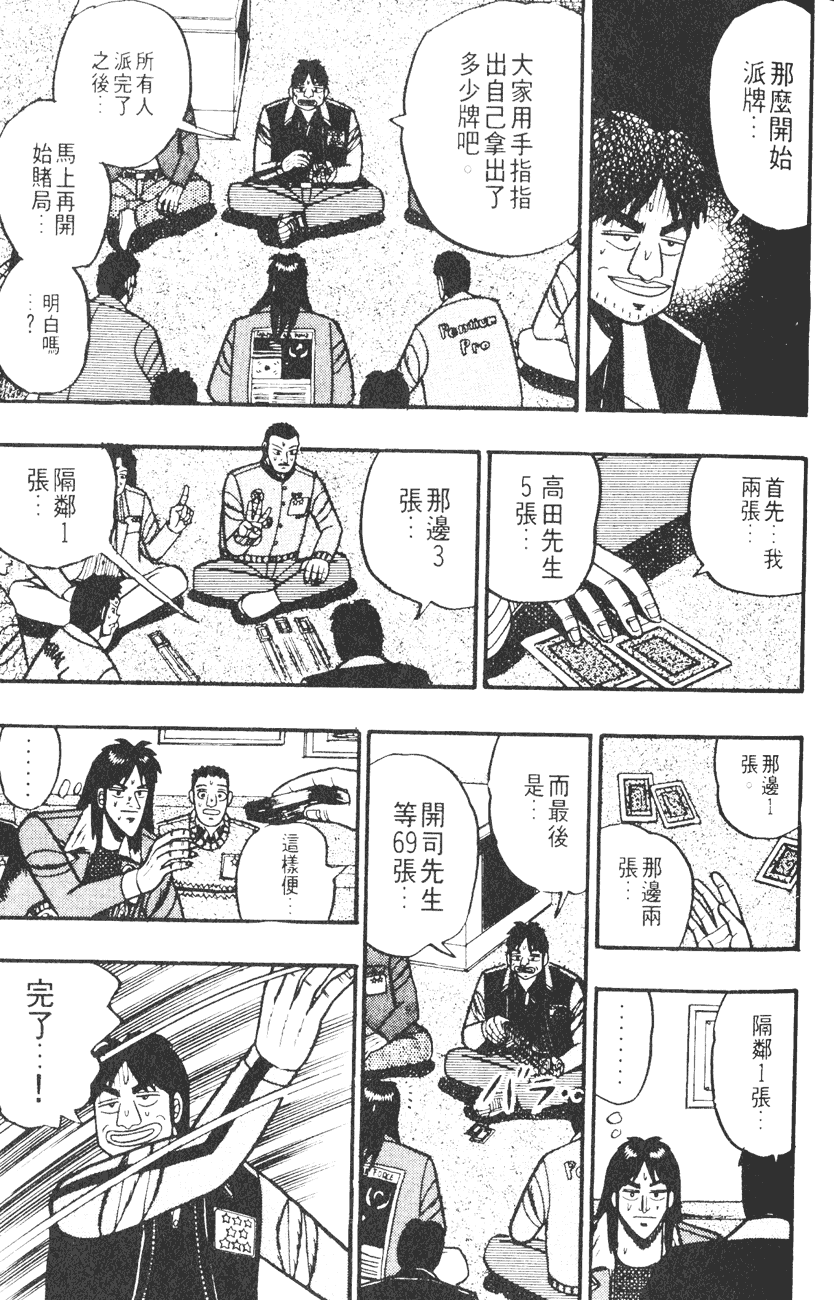 那麼開始
派牌…
大家用手指指
出自己拿出了
多少牌吧。
所有人
派完了
之後…
馬上再開
始賭局…
明白嗎
…?
Pentium
Pro
首先…我
兩張…
高田先生
5張…
那邊3
張…
隔鄰1
張…
那邊1
張。
那邊兩
張…
隔鄰1張…
……
而最後
是…
開司先生
等69張…
バラ…
這樣便…
……
完了…!